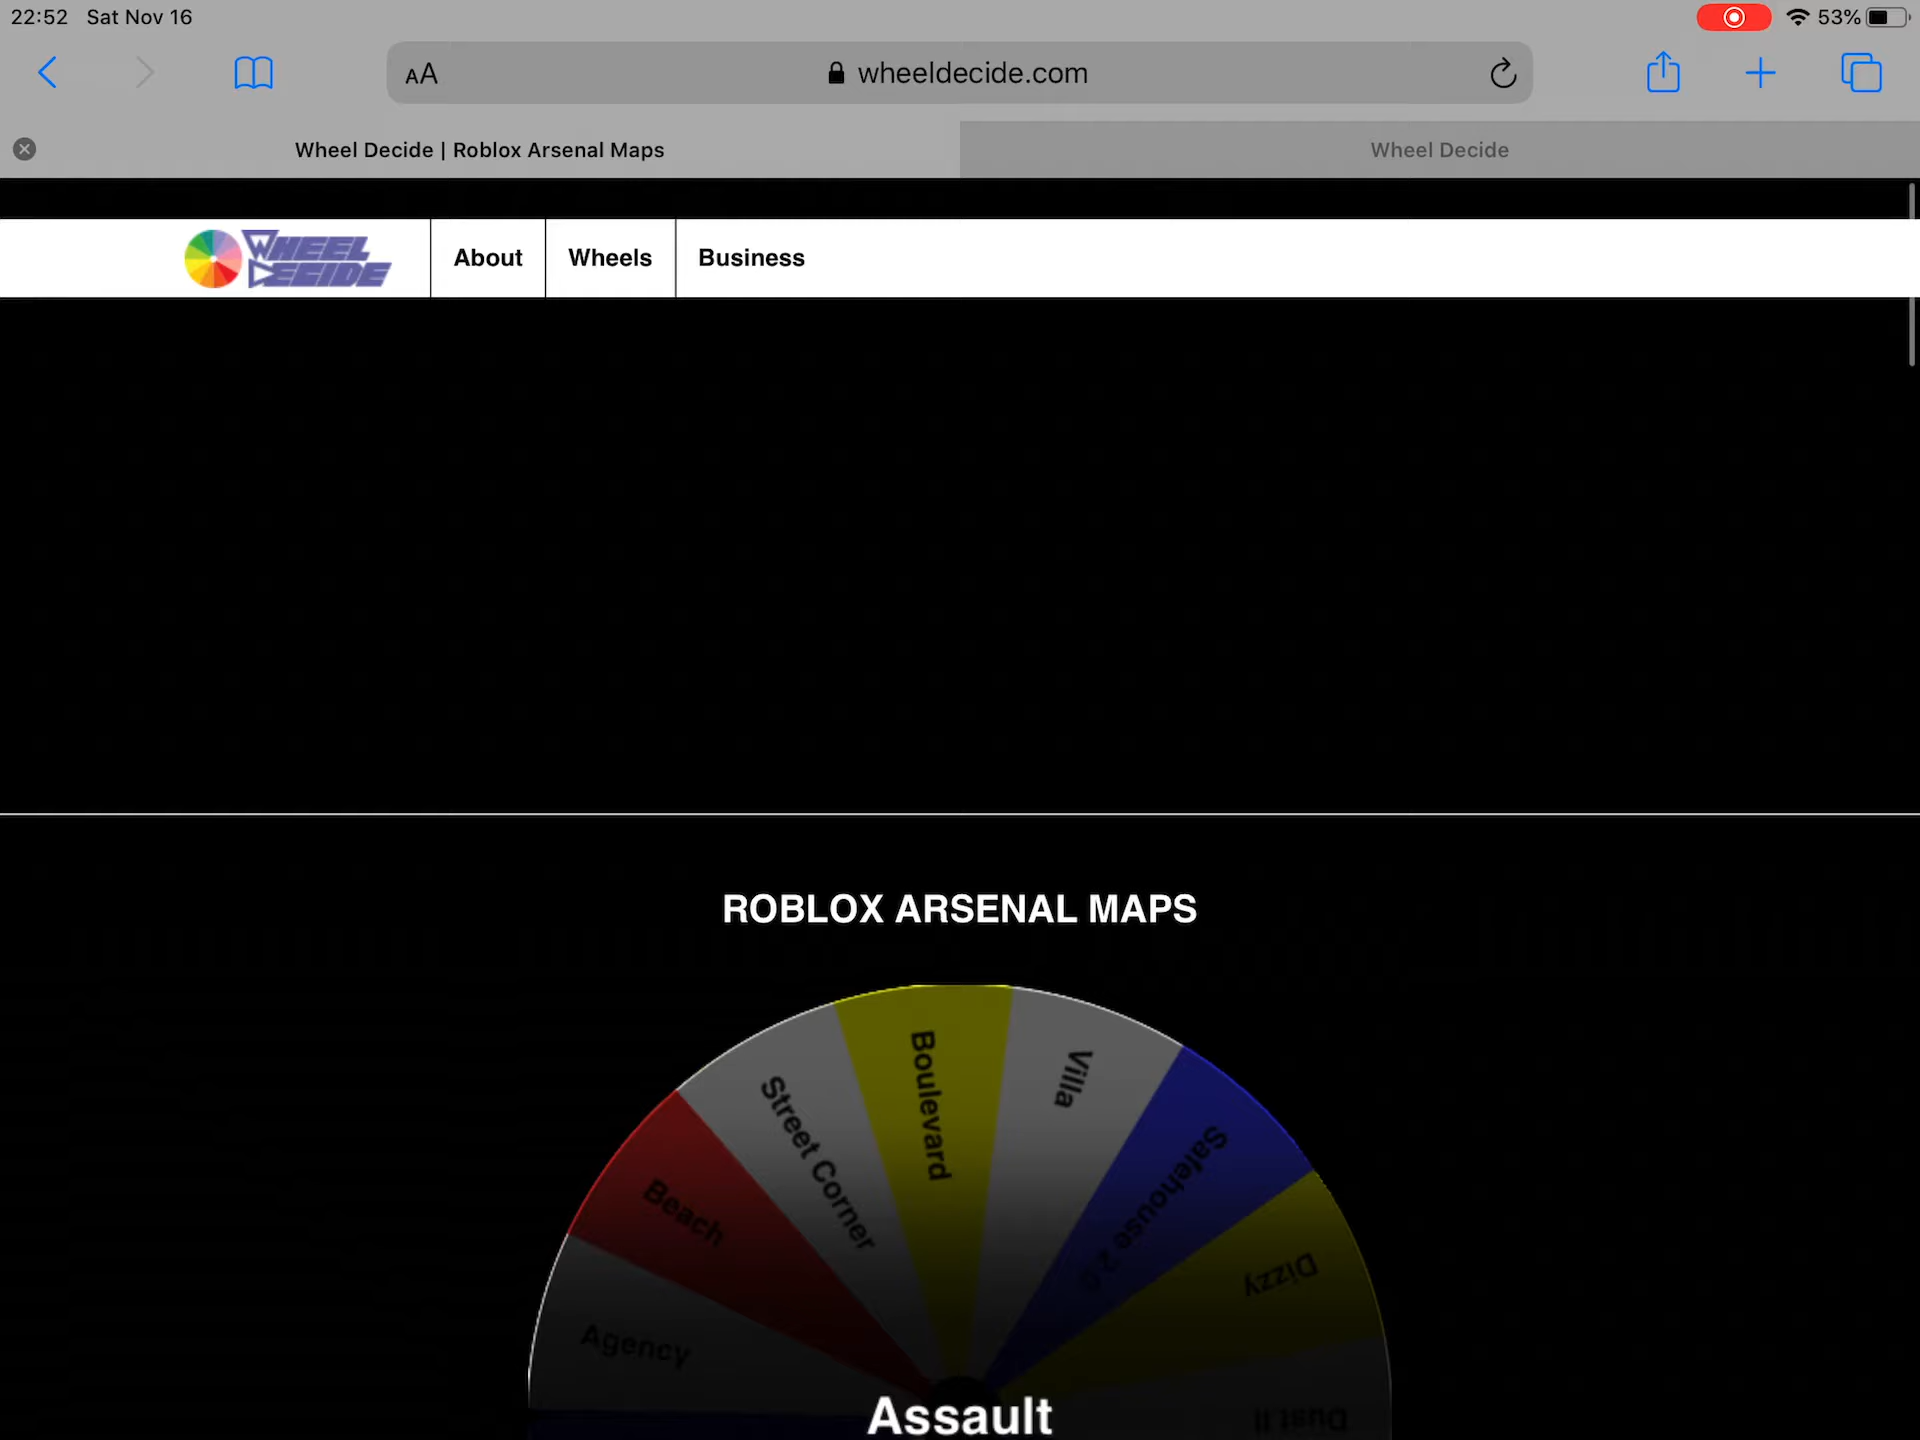 22:52 Sat Nov 16
53%
AA
wheeldecide.com
Wheel Decide | Roblox Arsenal Maps
Wheel Decide
WHEEL DECIDE
About
Wheels
Business
ROBLOX ARSENAL MAPS
Agency
Beach
Street Corner
Boulevard
Villa
Safehouse 2.0
Dizzy
Dust II
Assault